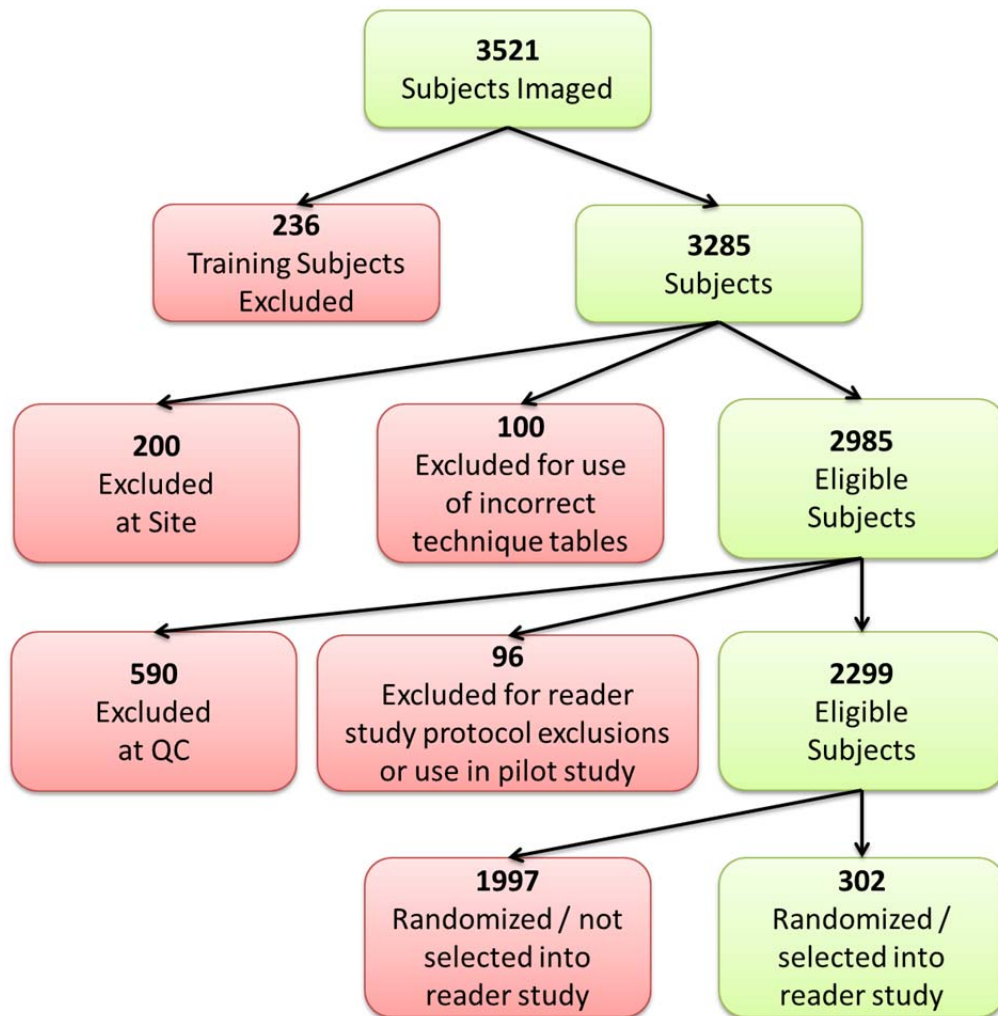 3521
Subjects Imaged
236
Training Subjects
Excluded
3285
Subjects
200
Excluded
at Site
100
Excluded for use
of incorrect
technique tables
2985
Eligible
Subjects
590
Excluded
at QC
96
Excluded for reader
study protocol exclusions
or use in pilot study
2299
Eligible
Subjects
1997
Randomized / not
selected into
reader study
302
Randomized /
selected into
reader study